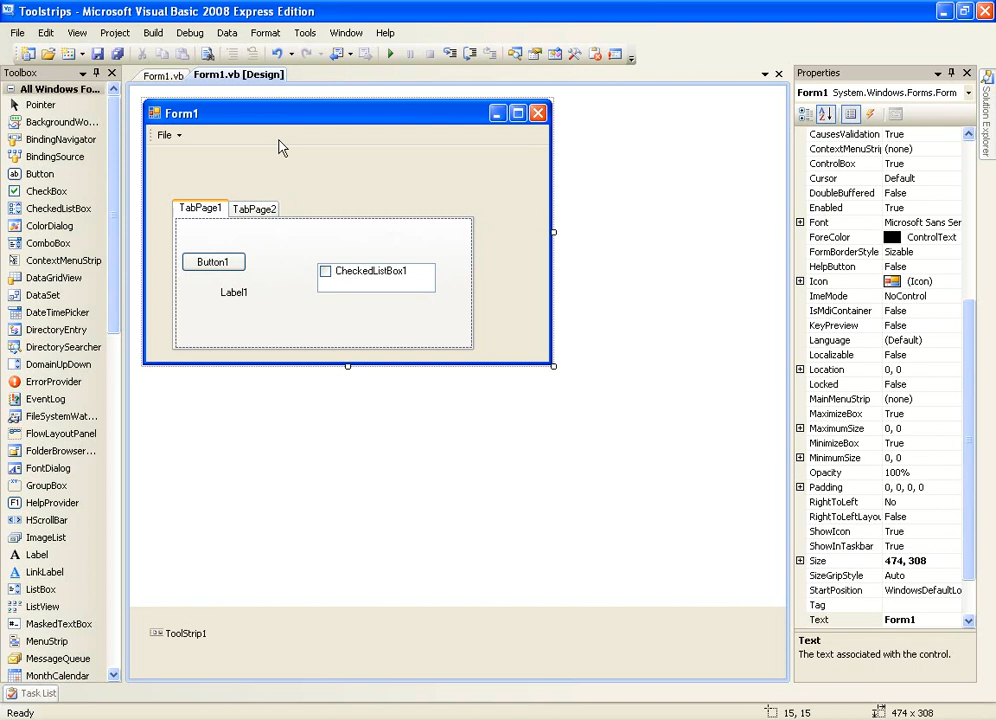 Toolstrips - Microsoft Visual Basic 2008 Express Edition
File Edit View Project Build Debug Data Format Tools Window Help
Toolbox
All Windows Fo...
Pointer
BackgroundWo...
BindingNavigator
BindingSource
Button
CheckBox
CheckedListBox
ColorDialog
ComboBox
ContextMenuStrip
DataGridView
DataSet
DateTimePicker
DirectoryEntry
DirectorySearcher
DomainUpDown
ErrorProvider
EventLog
FileSystemWat...
FlowLayoutPanel
FolderBrowser...
FontDialog
GroupBox
HelpProvider
HScrollBar
ImageList
Label
LinkLabel
ListBox
ListView
MaskedTextBox
MenuStrip
MessageQueue
MonthCalendar
Form1.vb Form1.vb [Design]
Form1
File
TabPage1 TabPage2
Button1
CheckedListBox1
Label1
ToolStrip1
Properties
Form1 System.Windows.Forms.Form
CausesValidation True
ContextMenuStri (none)
ControlBox True
Cursor Default
DoubleBuffered False
Enabled True
Font Microsoft Sans Ser
ForeColor ControlText
FormBorderStyle Sizable
HelpButton False
Icon (Icon)
ImeMode NoControl
IsMdiContainer False
KeyPreview False
Language (Default)
Localizable False
Location 0, 0
Locked False
MainMenuStrip (none)
MaximizeBox True
MaximumSize 0, 0
MinimizeBox True
MinimumSize 0, 0
Opacity 100%
Padding 0, 0, 0, 0
RightToLeft No
RightToLeftLayou False
ShowIcon True
ShowInTaskbar True
Size 474, 308
SizeGripStyle Auto
StartPosition WindowsDefaultLo
Tag
Text Form1
Text
The text associated with the control.
Solution Explorer
Task List
Ready 15, 15 474 x 308